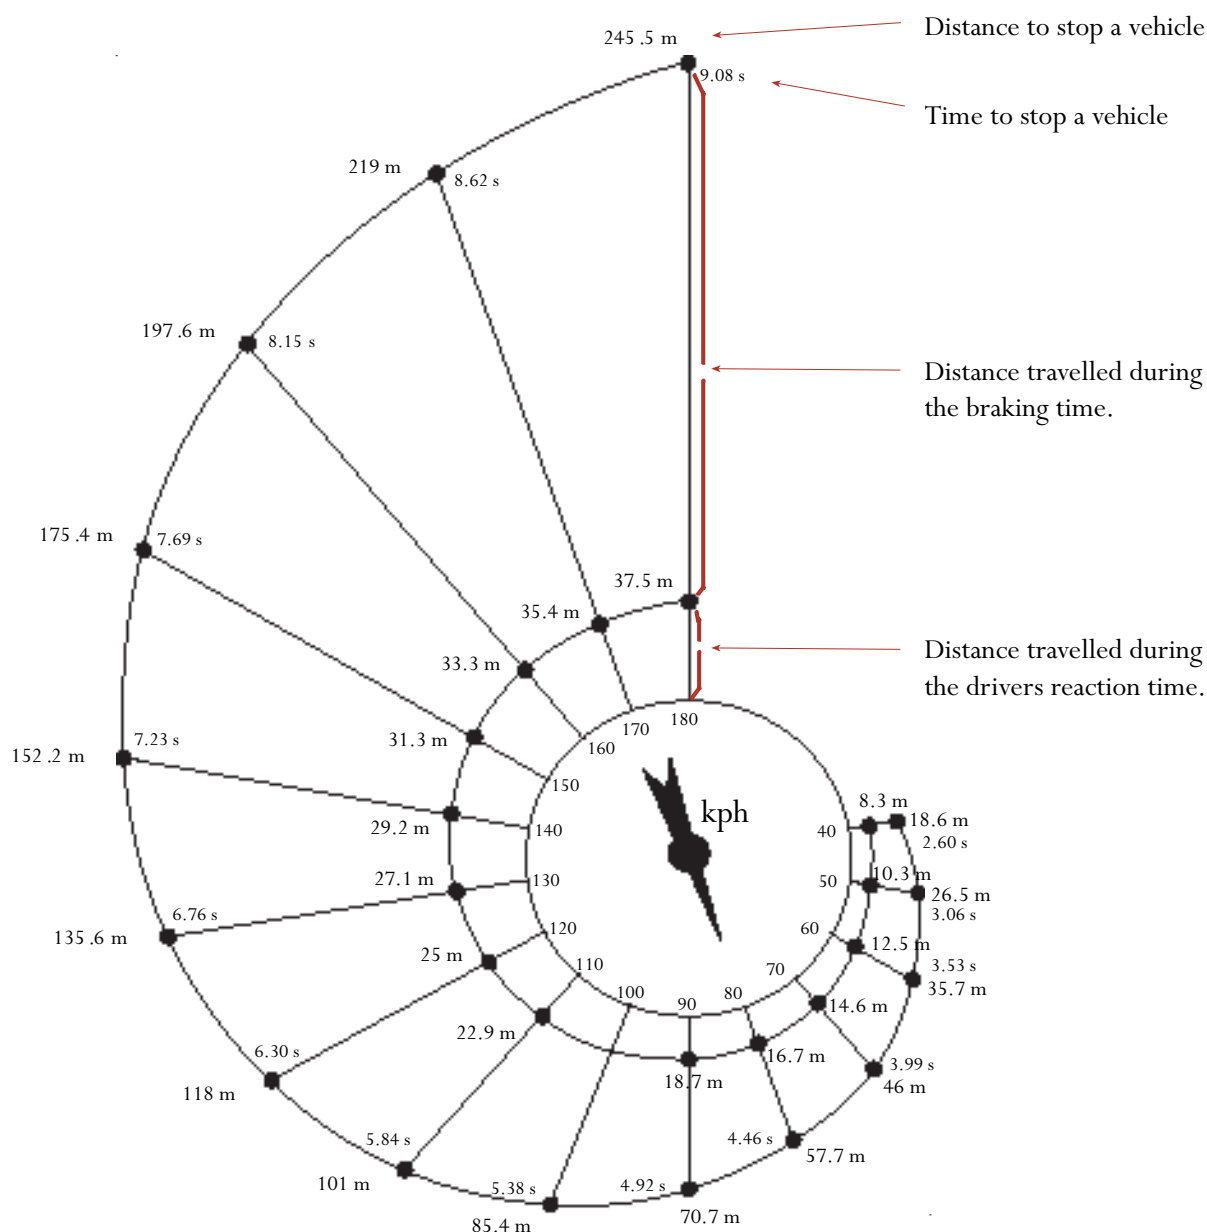 245.5 m
Distance to stop a vehicle
9.08 s
Time to stop a vehicle
219 m
8.62 s
197.6 m
8.15 s
Distance travelled during
the braking time.
175.4 m
7.69 s
37.5 m
35.4 m
33.3 m
Distance travelled during
the drivers reaction time.
180
170
160
31.3 m
7.23 s
152.2 m
150
kph
8.3 m
29.2 m
140
40
18.6 m
2.60 s
27.1 m
130
50
10.3 m
26.5 m
3.06 s
6.76 s
135.6 m
120
60
12.5 m
25 m
110
70
3.53 s
35.7 m
100
90
80
14.6 m
22.9 m
16.7 m
6.30 s
118 m
18.7 m
3.99 s
46 m
5.84 s
101 m
4.46 s
57.7 m
5.38 s
85.4 m
4.92 s
70.7 m